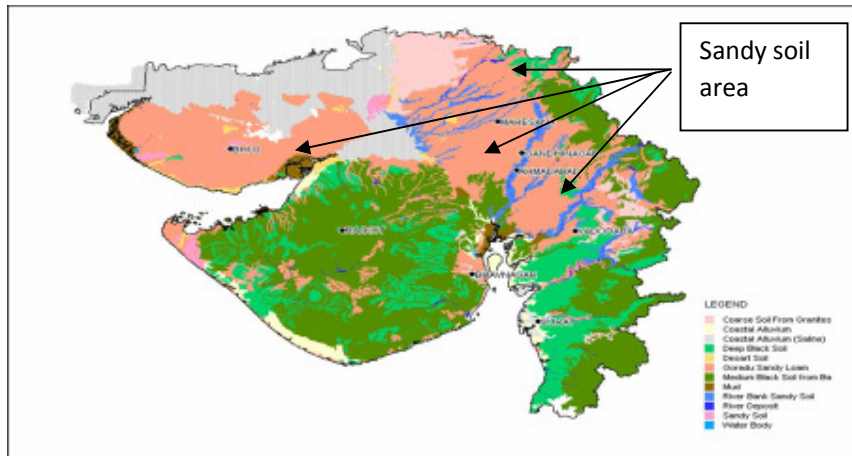 Sandy soil
area
BHUJ
MAHESANA
GANDHINAGAR
AHMADABAD
RAJKOT
VADODARA
BHAVNAGAR
SURAT
LEGEND
Coarse Soil From Granites
Coastal Alluvium
Coastal Alluvium (Saline)
Deep Black Soil
Desart Soil
Goradu Sandy Loam
Medium Black Soil from Ba
Mud
River Bank Sandy Soil
River Deposit
Sandy Soil
Water Body